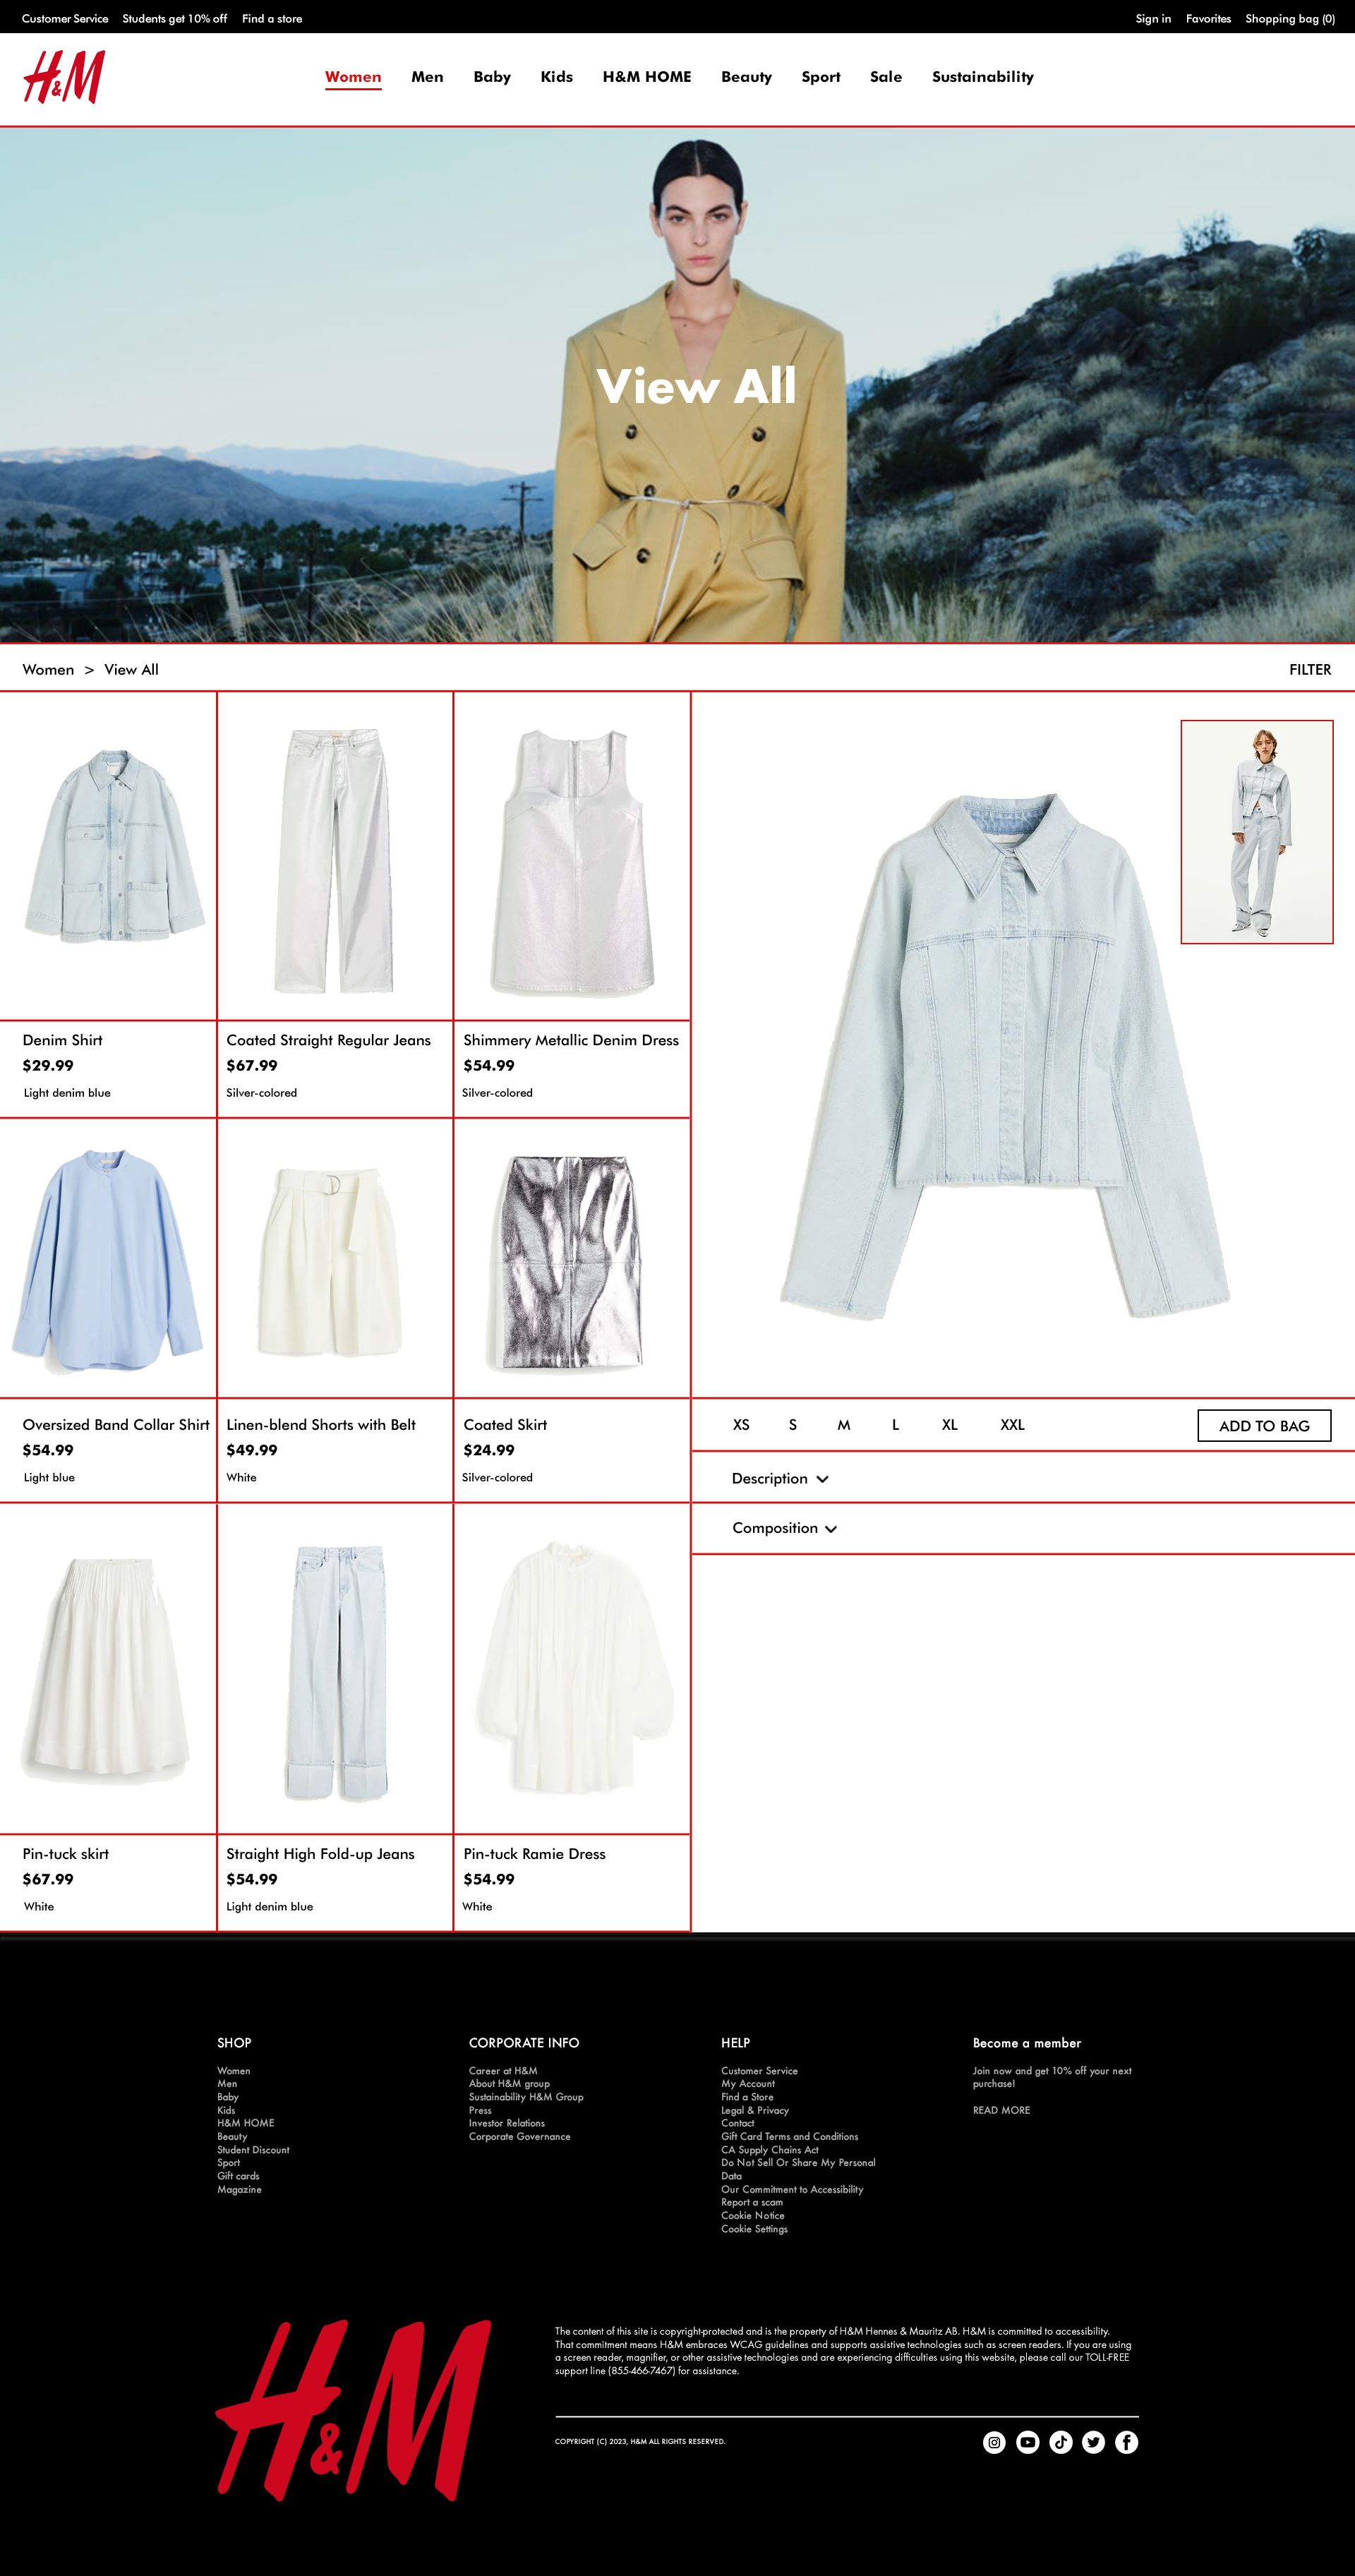 Customer Service Students get 10% off Find a store Sign in Favorites Shopping bag (0)
H&M Women Men Baby Kids H&M HOME Beauty Sport Sale Sustainability
View All
Women > View All FILTER
Denim Shirt
$29.99
Light denim blue
Coated Straight Regular Jeans
$67.99
Silver-colored
Shimmery Metallic Denim Dress
$54.99
Silver-colored
Oversized Band Collar Shirt
$54.99
Light blue
Linen-blend Shorts with Belt
$49.99
White
Coated Skirt
$24.99
Silver-colored
XS S M L XL XXL ADD TO BAG
Description
Composition
Pin-tuck skirt
$67.99
White
Straight High Fold-up Jeans
$54.99
Light denim blue
Pin-tuck Ramie Dress
$54.99
White
SHOP
Women
Men
Baby
Kids
H&M HOME
Beauty
Student Discount
Sport
Gift cards
Magazine
CORPORATE INFO
Career at H&M
About H&M group
Sustainability H&M Group
Press
Investor Relations
Corporate Governance
HELP
Customer Service
My Account
Find a Store
Legal & Privacy
Contact
Gift Card Terms and Conditions
CA Supply Chains Act
Do Not Sell Or Share My Personal
Data
Our Commitment to Accessibility
Report a scam
Cookie Notice
Cookie Settings
Become a member
Join now and get 10% off your next
purchase!
READ MORE
H&M
The content of this site is copyright-protected and is the property of H&M Hennes & Mauritz AB. H&M is committed to accessibility.
That commitment means H&M embraces WCAG guidelines and supports assistive technologies such as screen readers. If you are using
a screen reader, magnifier, or other assistive technologies and are experiencing difficulties using this website, please call our TOLL-FREE
support line (855-466-7467) for assistance.
COPYRIGHT (C) 2023, H&M ALL RIGHTS RESERVED.